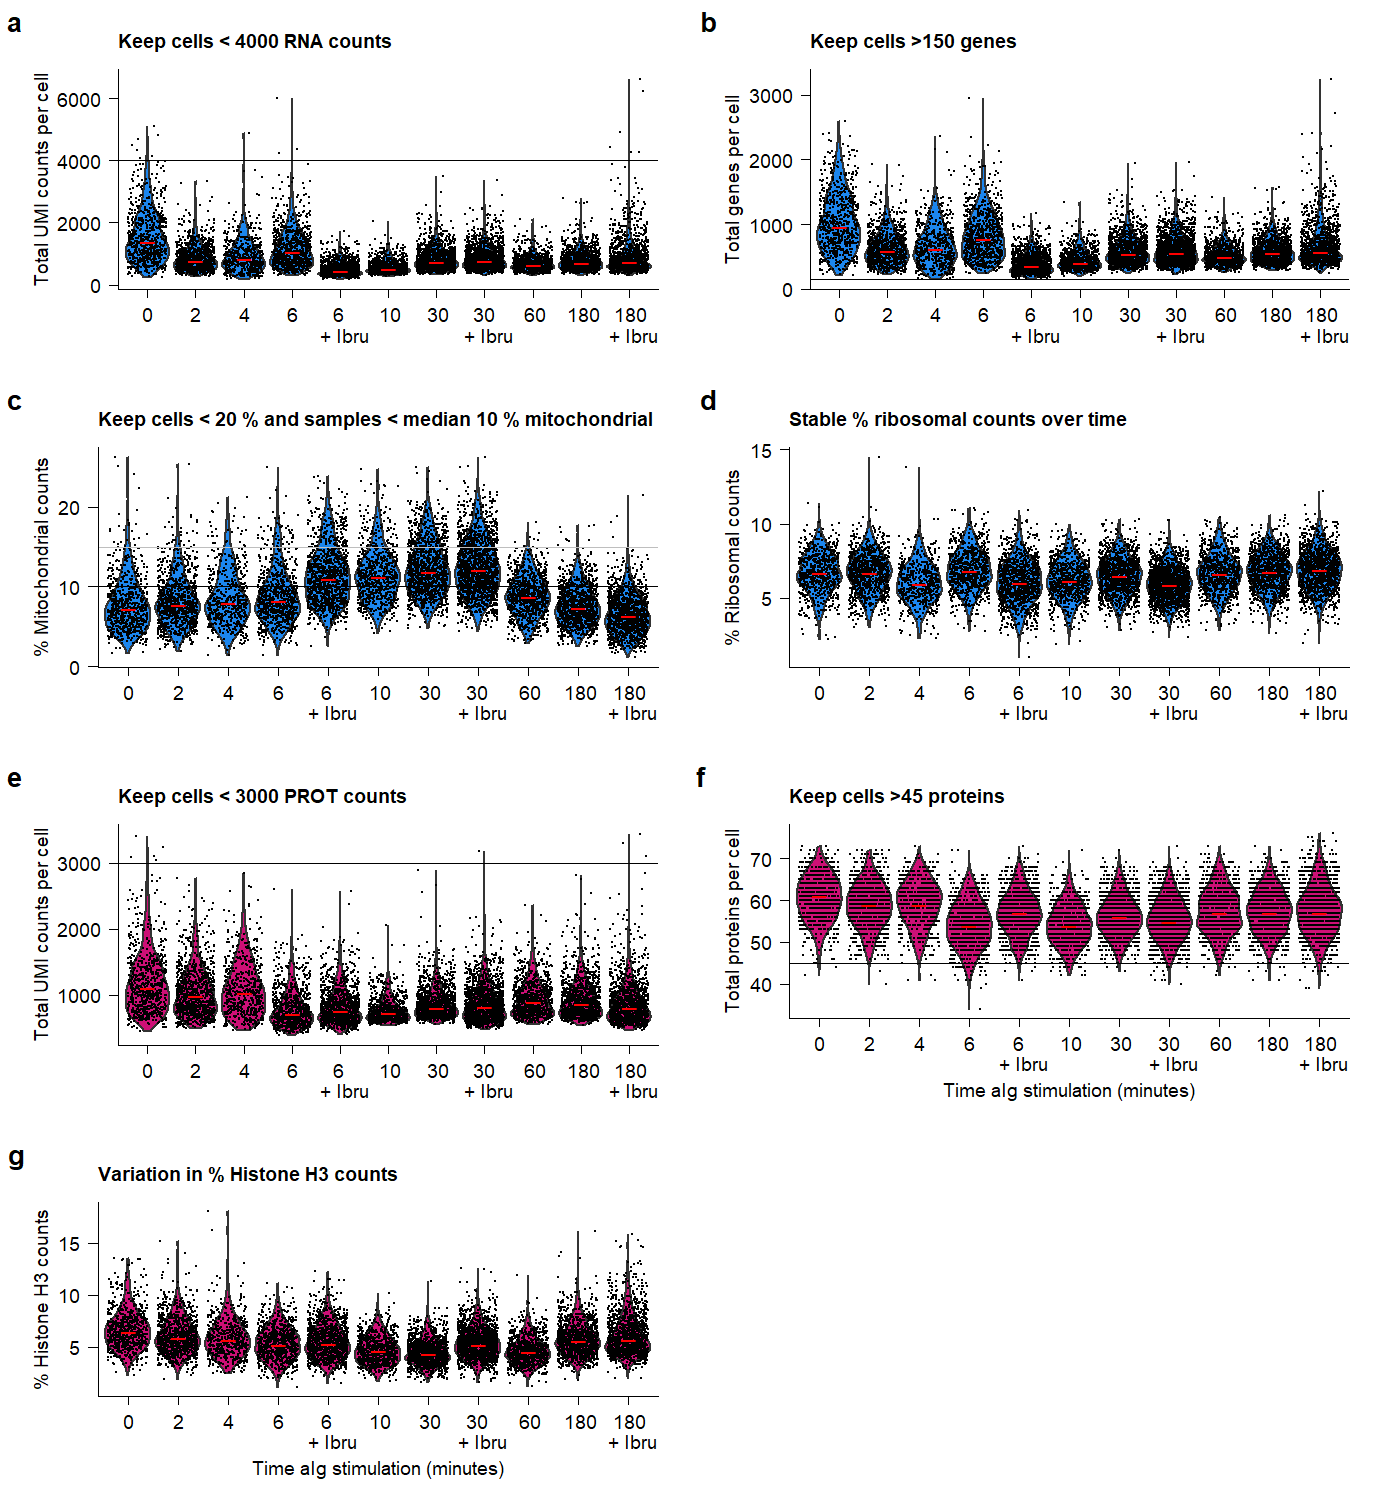 a
Keep cells < 4000 RNA counts
Total UMI counts per cell
6000
4000
2000
0
0 2 4 6 6 10 30 30 60 180 180
+ Ibru + Ibru + Ibru
b
Keep cells >150 genes
Total genes per cell
3000
2000
1000
0
0 2 4 6 6 10 30 30 60 180 180
+ Ibru + Ibru + Ibru
c
Keep cells < 20 % and samples < median 10 % mitochondrial
% Mitochondrial counts
20
10
0
0 2 4 6 6 10 30 30 60 180 180
+ Ibru + Ibru + Ibru
d
Stable % ribosomal counts over time
% Ribosomal counts
15
10
5
0 2 4 6 6 10 30 30 60 180 180
+ Ibru + Ibru + Ibru
e
Keep cells < 3000 PROT counts
Total UMI counts per cell
3000
2000
1000
0 2 4 6 6 10 30 30 60 180 180
+ Ibru + Ibru + Ibru
f
Keep cells >45 proteins
Total proteins per cell
70
60
50
40
0 2 4 6 6 10 30 30 60 180 180
+ Ibru + Ibru + Ibru
Time aIg stimulation (minutes)
g
Variation in % Histone H3 counts
% Histone H3 counts
15
10
5
0 2 4 6 6 10 30 30 60 180 180
+ Ibru + Ibru + Ibru
Time aIg stimulation (minutes)